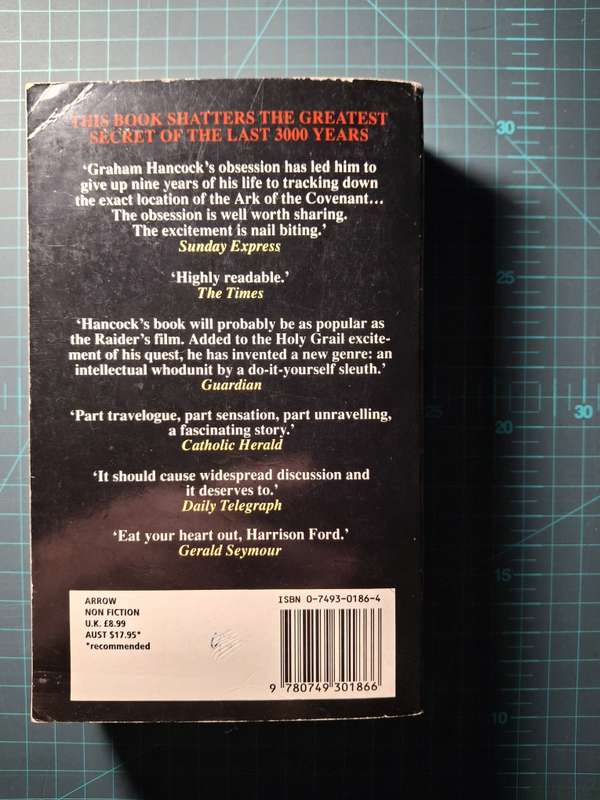 THIS BOOK SHATTERS THE GREATEST
SECRET OF THE LAST 3000 YEARS
‘Graham Hancock’s obsession has led him to
give up nine years of his life to tracking down
the exact location of the Ark of the Covenant...
The obsession is well worth sharing.
The excitement is nail biting.’
Sunday Express
‘Highly readable.’
The Times
‘Hancock’s book will probably be as popular as
the Raider’s film. Added to the Holy Grail excite-
ment of his quest, he has invented a new genre: an
intellectual whodunit by a do-it-yourself sleuth.’
Guardian
‘Part travelogue, part sensation, part unravelling,
a fascinating story.’
Catholic Herald
‘It should cause widespread discussion and
it deserves to.’
Daily Telegraph
‘Eat your heart out, Harrison Ford.’
Gerald Seymour
ARROW
NON FICTION
U.K. £8.99
AUST $17.95*
*recommended
ISBN 0-7493-0186-4
9 780749 301866
30
25
25
30
20
15
10